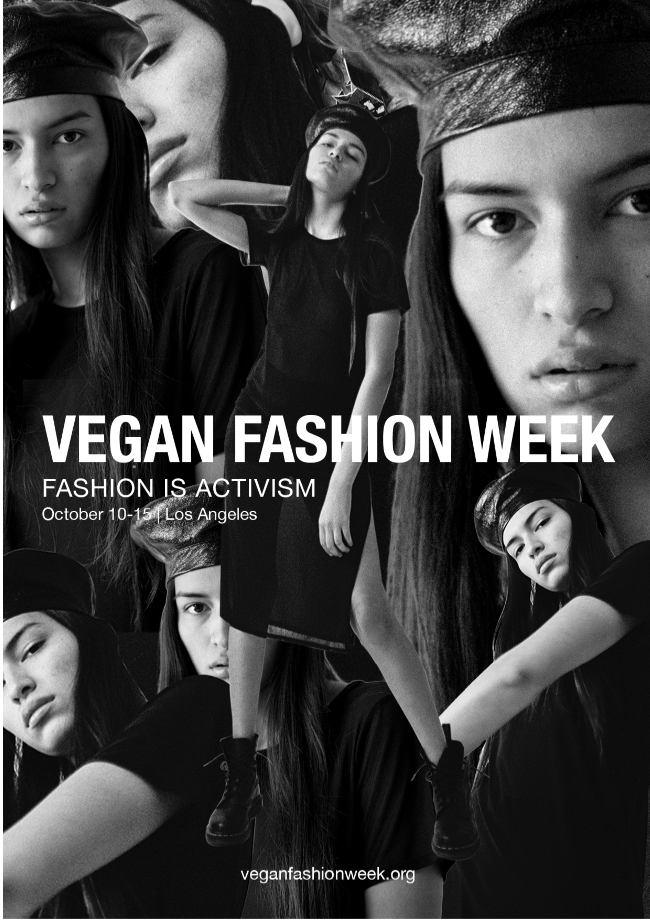 VEGAN FASHION WEEK
FASHION IS ACTIVISM
October 10-15 | Los Angeles
veganfashionweek.org